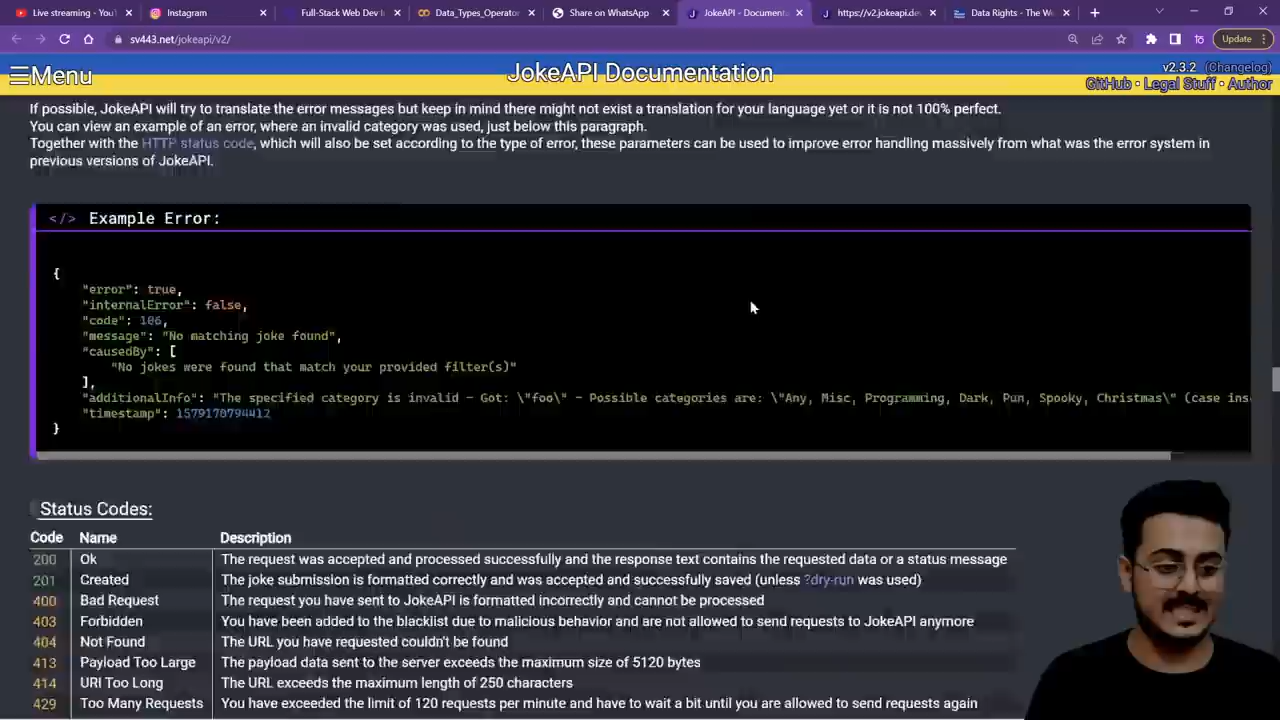 Live streaming - You
Instagram
Full-Stack Web Dev
Data_Types_Operator
Share on WhatsApp
JokeAPI - Document
https://v2.jokeapi.de
Data Rights - The W
sv443.net/jokeapi/v2/
Update
Menu
JokeAPI Documentation
v2.3.2 (Changelog)
GitHub • Legal Stuff • Author
If possible, JokeAPI will try to translate the error messages but keep in mind there might not exist a translation for your language yet or it is not 100% perfect.
You can view an example of an error, where an invalid category was used, just below this paragraph.
Together with the HTTP status code, which will also be set according to the type of error, these parameters can be used to improve error handling massively from what was the error system in
previous versions of JokeAPI.
</> Example Error:
{
"error": true,
"internalError": false,
"code": 106,
"message": "No matching joke found",
"causedBy": [
"No jokes were found that match your provided filter(s)"
],
"additionalInfo": "The specified category is invalid - Got: \"foo\" - Possible categories are: \"Any, Misc, Programming, Dark, Pun, Spooky, Christmas\" (case ins
"timestamp": 1579170794412
}
Status Codes:
Code Name Description
200 Ok The request was accepted and processed successfully and the response text contains the requested data or a status message
201 Created The joke submission is formatted correctly and was accepted and successfully saved (unless ?dry-run was used)
400 Bad Request The request you have sent to JokeAPI is formatted incorrectly and cannot be processed
403 Forbidden You have been added to the blacklist due to malicious behavior and are not allowed to send requests to JokeAPI anymore
404 Not Found The URL you have requested couldn't be found
413 Payload Too Large The payload data sent to the server exceeds the maximum size of 5120 bytes
414 URI Too Long The URL exceeds the maximum length of 250 characters
429 Too Many Requests You have exceeded the limit of 120 requests per minute and have to wait a bit until you are allowed to send requests again